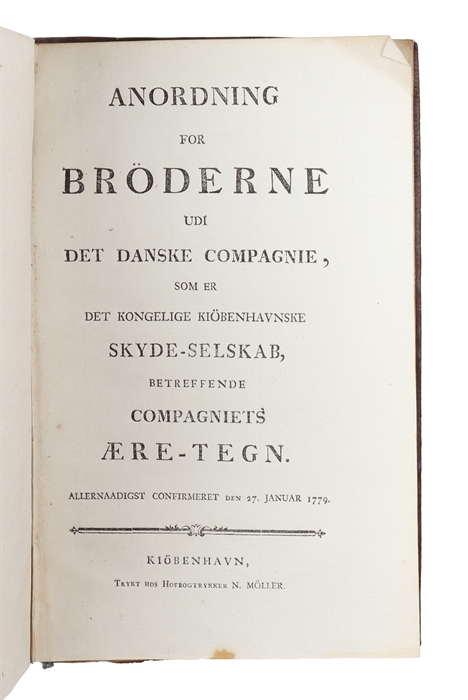 ANORDNING
FOR
BRÖDERNE
UDI
DET DANSKE COMPAGNIE,
SOM ER
DET KONGELIGE KIÖBENHAVNSKE
SKYDE-SELSKAB,
BETREFFENDE
COMPAGNIETS
ÆRE-TEGN.
ALLERNAADIGST CONFIRMERET DEN 27. JANUAR 1779.
KIÖBENHAVN,
TRYKT HOS HOFBOGTRYKKER N. MÖLLER.